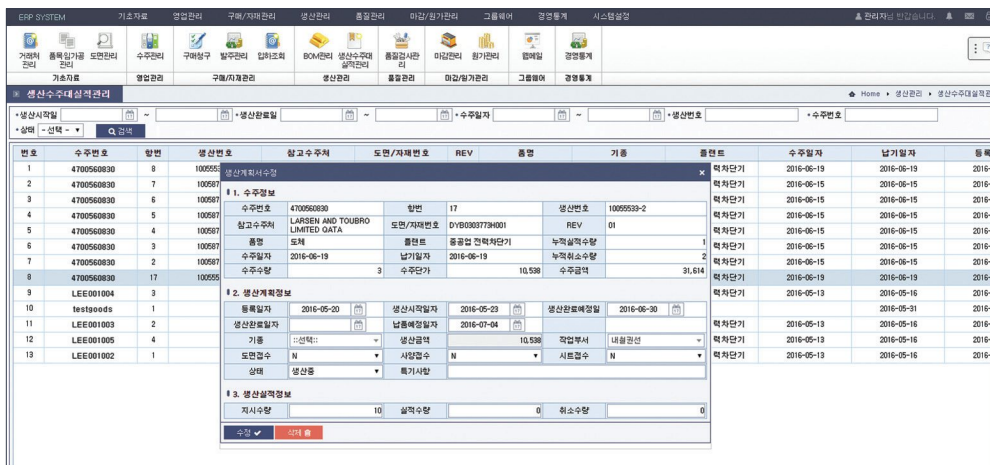 ERP SYSTEM 기초자료 영업관리 구매/자재관리 생산관리 품질관리 마감/원가관리 그룹웨어 경영통계 시스템설정 관리자님 반갑습니다.
거래처관리 품목임가공관리 도면관리 수주관리 구매청구 발주관리 입하조회 BOM관리 생산수주대실적관리 품질검사관리 마감관리 원가관리 웹메일 경영통계
기초자료 영업관리 구매/자재관리 생산관리 품질관리 마감/원가관리 그룹웨어 경영통계
생산수주대실적관리 Home 생산관리 생산수주대실적관
*생산시작일 ~ *생산완료일 ~ *수주일자 ~ *생산번호 *수주번호
*상태 - 선택 - 검색
번호 수주번호 항번 생산번호 참고수주처 도면/자재번호 REV 품명 기종 플랜트 수주일자 납기일자 등록
1 4700560830 8 력차단기 2016-06-19 2016-06-19 2016-
2 4700560830 7 100587 력차단기 2016-06-15 2016-06-15 2016-
3 4700560830 6 100587 력차단기 2016-06-15 2016-06-15 2016-
4 4700560830 5 100587 력차단기 2016-06-15 2016-06-15 2016-
5 4700560830 4 100587 력차단기 2016-06-15 2016-06-15 2016-
6 4700560830 3 100587 력차단기 2016-06-15 2016-06-15 2016-
7 4700560830 2 100587 력차단기 2016-06-15 2016-06-15 2016-
8 4700560830 17 100555 력차단기 2016-06-19 2016-06-19 2016-
9 LEE001004 3 력차단기 2016-05-13 2016-05-16 2016-
10 testgoods 1 2016-05-31 2016-
11 LEE001003 2 력차단기 2016-05-13 2016-05-16 2016-
12 LEE001005 4 력차단기 2016-05-13 2016-05-16 2016-
13 LEE001002 1 력차단기 2016-05-13 2016-05-16 2016-
생산계획서수정 ×
1. 수주정보
수주번호 4700560830 항번 17 생산번호 10055533-2
참고수주처 LARSEN AND TOUBRO LIMITED QATA 도면/자재번호 DYB0303773H001 REV 01
품명 도체 플랜트 중공업 전력차단기 누적실적수량 1
수주일자 2016-06-19 납기일자 2016-06-19 누적취소수량 2
수주수량 3 수주단가 10,538 수주금액 31,614
2. 생산계획정보
등록일자 2016-05-20 생산시작일자 2016-05-23 생산완료예정일 2016-06-30
생산완료일자 납품예정일자 2016-07-04
기종 ::선택:: 생산금액 10,538 작업부서 내철권선
도면접수 N 사양접수 N 시트접수 N
상태 생산중 특기사항
3. 생산실적정보
지시수량 10 실적수량 0 취소수량 0
수정 삭제